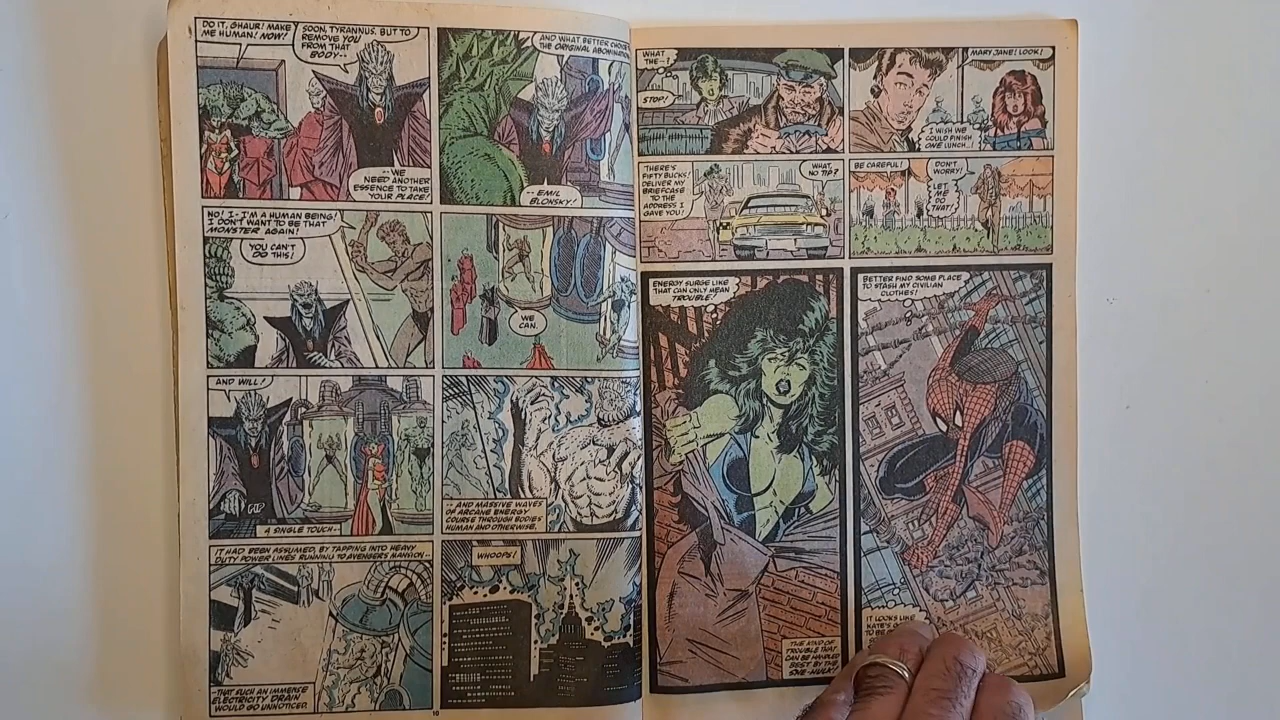 DO IT, GHAUR! MAKE
ME HUMAN! NOW!
SOON, TYRANNUS. BUT TO
REMOVE YOU
FROM THAT
BODY--
--WE
NEED ANOTHER
ESSENCE TO TAKE
YOUR PLACE!
AND WHAT BETTER CHOICE
THE ORIGINAL ABOMINATION
-- EMIL
BLONSKY!
NO! I-I'M A HUMAN BEING!
I DON'T WANT TO BE THAT
MONSTER AGAIN!
YOU CAN'T
DO THIS!
WE
CAN.
AND WILL!
PIP
A SINGLE TOUCH--
-- AND MASSIVE WAVES
OF ARCANE ENERGY
COURSE THROUGH BODIES
HUMAN AND OTHERWISE.
IT HAD BEEN ASSUMED, BY TAPPING INTO HEAVY
DUTY POWER LINES RUNNING TO AVENGERS MANSION--
--THAT SUCH AN IMMENSE
ELECTRICITY DRAIN
WOULD GO UNNOTICED.
WHOOPS!
10
WHAT
THE--!
STOP!
MARY JANE! LOOK!
I WISH WE
COULD FINISH
ONE LUNCH...!
THERE'S
FIFTY BUCKS!
DELIVER MY
BRIEFCASE
TO THE
ADDRESS I
GAVE YOU!
WHAT,
NO TIP?
BE CAREFUL!
DON'T
WORRY!
LET
ME
DO
THAT!
ENERGY SURGE LIKE
THAT CAN ONLY MEAN
TROUBLE!
THE KIND OF
TROUBLE THAT
CAN BE HANDLED
BEST BY THE
SHE-HULK!
BETTER FIND SOME PLACE
TO STASH MY CIVILIAN
CLOTHES!
IT LOOKS LIKE
KATE'S
TO BE